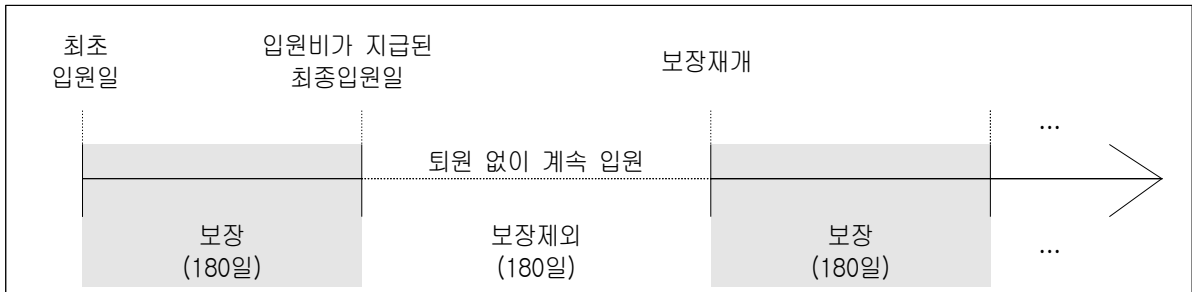 최초
입원일
입원비가 지급된
최종입원일
보장재개
...
퇴원 없이 계속 입원
보장
(180일)
보장제외
(180일)
보장
(180일)
...